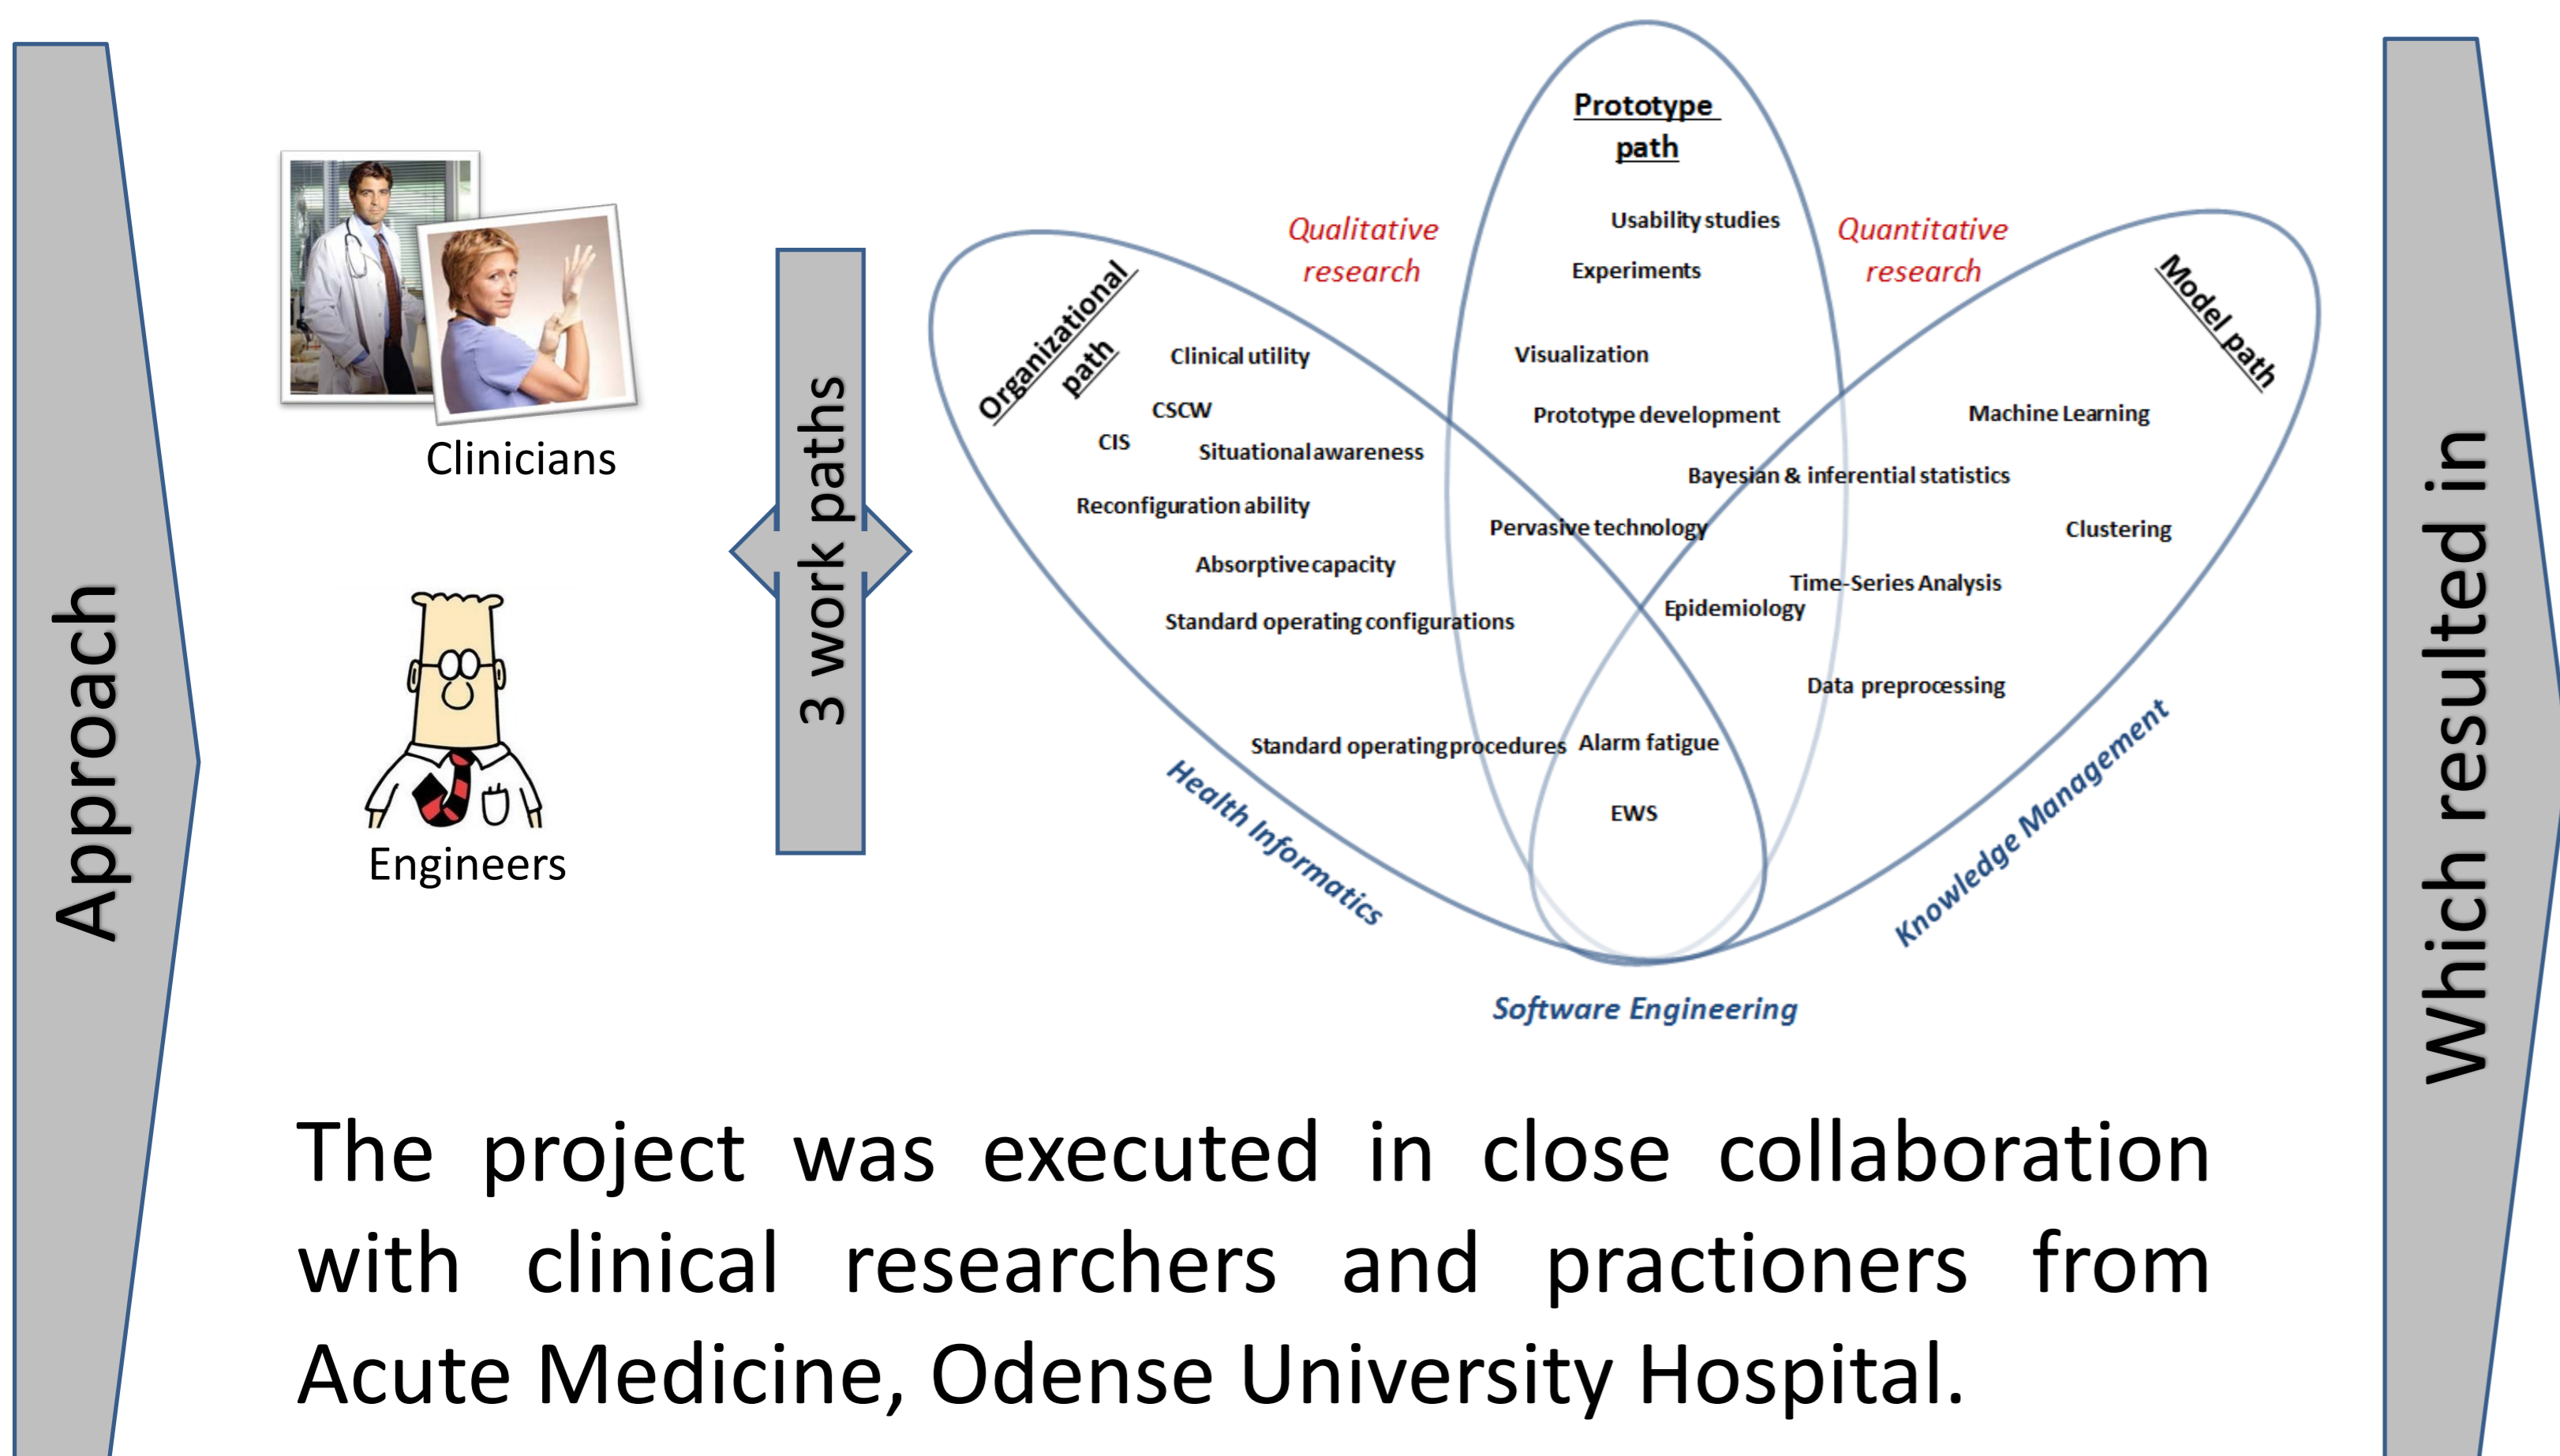 Approach
Clinicians
Engineers
3 work paths
Prototype
path
Usability studies
Experiments
Visualization
Prototype development
Qualitative
research
Quantitative
research
Organizational
path
Clinical utility
CSCW
CIS
Situational awareness
Reconfiguration ability
Absorptive capacity
Standard operating configurations
Standard operating procedures
Model path
Machine Learning
Bayesian & inferential statistics
Pervasive technology
Clustering
Time-Series Analysis
Epidemiology
Data preprocessing
Alarm fatigue
EWS
Health Informatics
Knowledge Management
Software Engineering
Which resulted in
The project was executed in close collaboration
with clinical researchers and practioners from
Acute Medicine, Odense University Hospital.